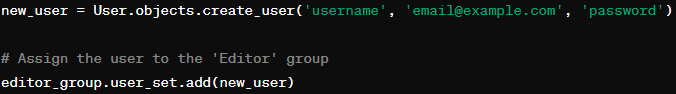 new_user = User.objects.create_user('username', 'email@example.com', 'password')
# Assign the user to the 'Editor' group
editor_group.user_set.add(new_user)